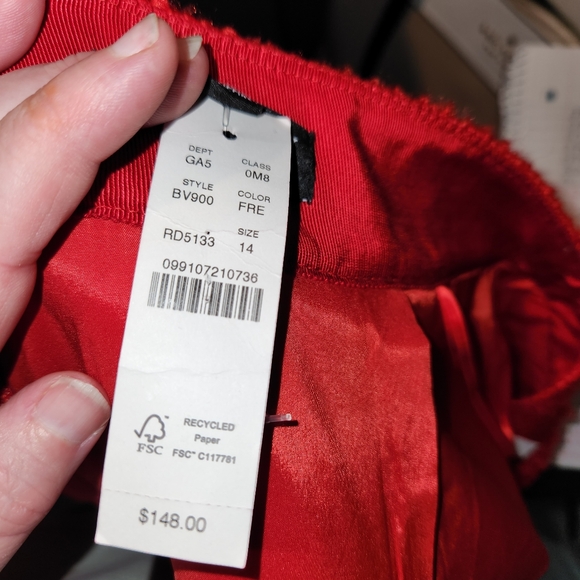 DEPT CLASS
GA5 0M8
STYLE COLOR
BV900 FRE
SIZE
RD5133 14
099107210736
FSC
RECYCLED
Paper
FSC™ C117781
$148.00